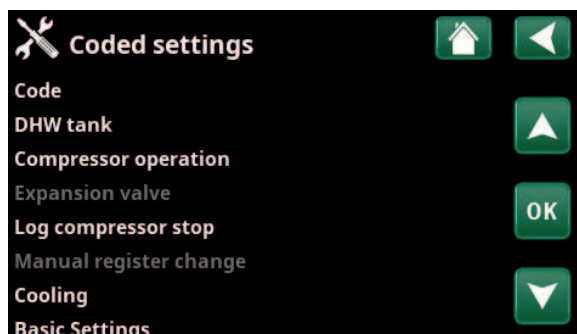 Coded settings
Code
DHW tank
Compressor operation
Expansion valve
OK
Log compressor stop
Manual register change
Cooling
Basic Settings